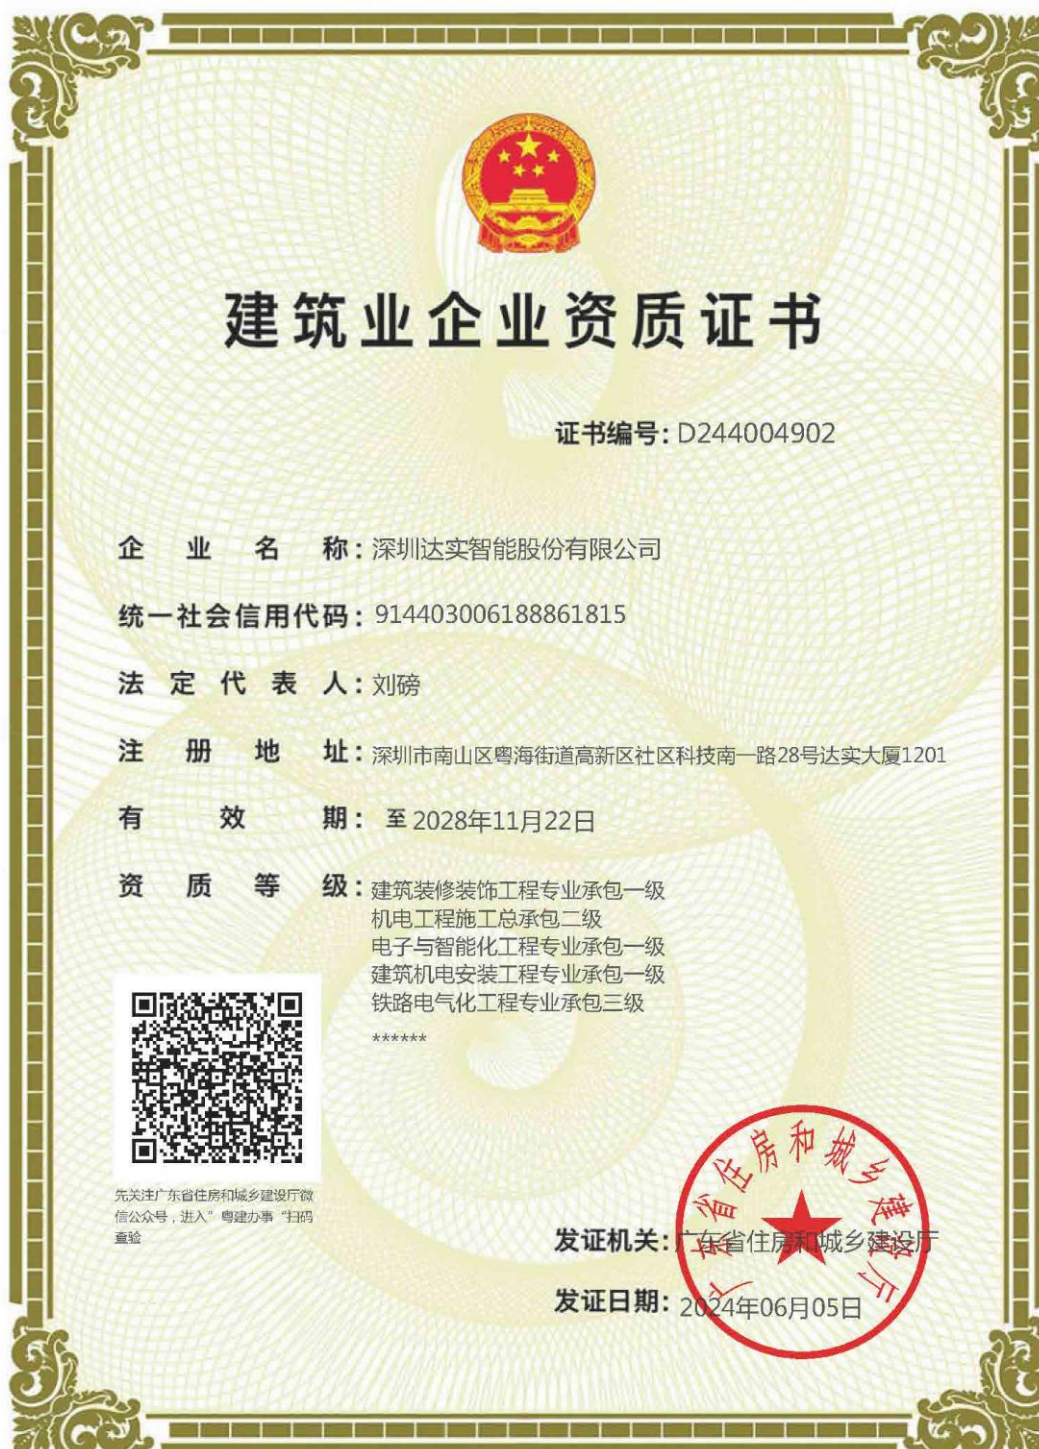 建筑业企业资质证书
证书编号：D244004902
企业名称：深圳达实智能股份有限公司
统一社会信用代码：914403006188861815
法定代表人：刘磅
注册地址：深圳市南山区粤海街道高新区社区科技南一路28号达实大厦1201
有效期：至 2028年11月22日
资质等级：建筑装修装饰工程专业承包一级
机电工程施工总承包二级
电子与智能化工程专业承包一级
建筑机电安装工程专业承包一级
铁路电气化工程专业承包三级
******
先关注广东省住房和城乡建设厅微
信公众号，进入”粤建办事“扫码
查验
广东省住房和城乡建设厅
发证机关：广东省住房和城乡建设厅
发证日期：2024年06月05日